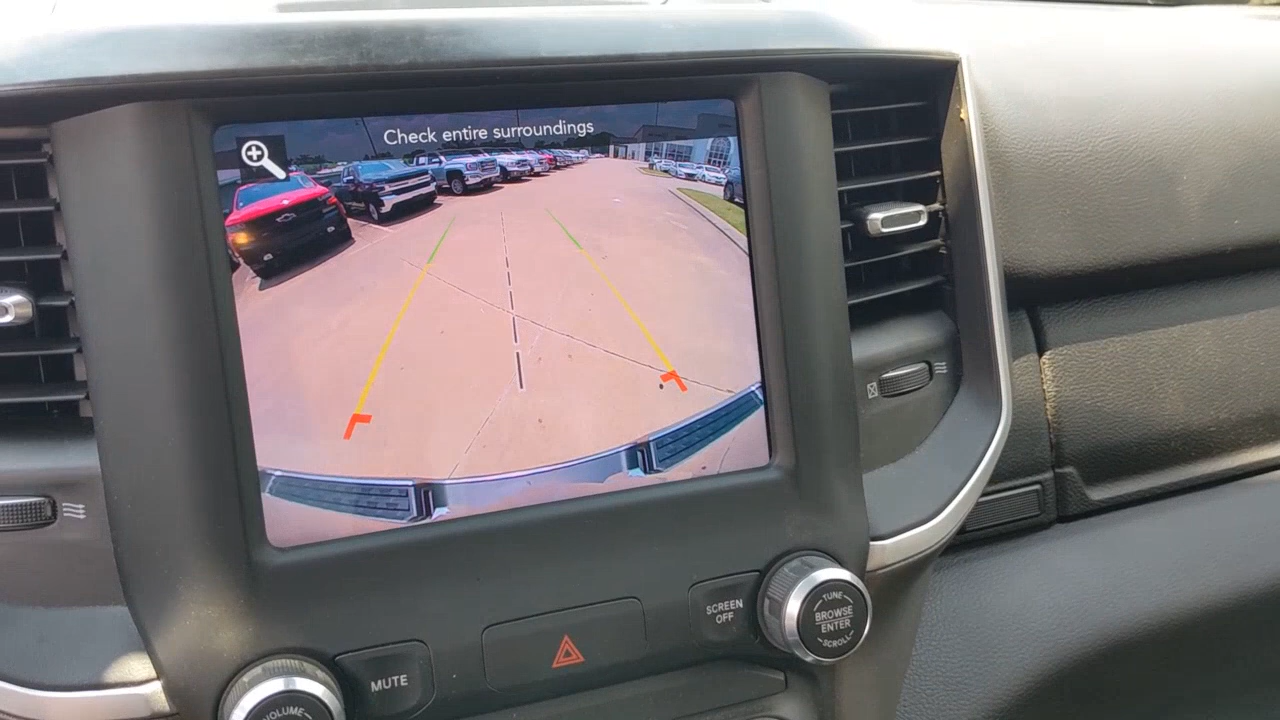 Check entire surroundings
SCREEN
OFF
TUNE
BROWSE
ENTER
SCROLL
MUTE
VOLUME